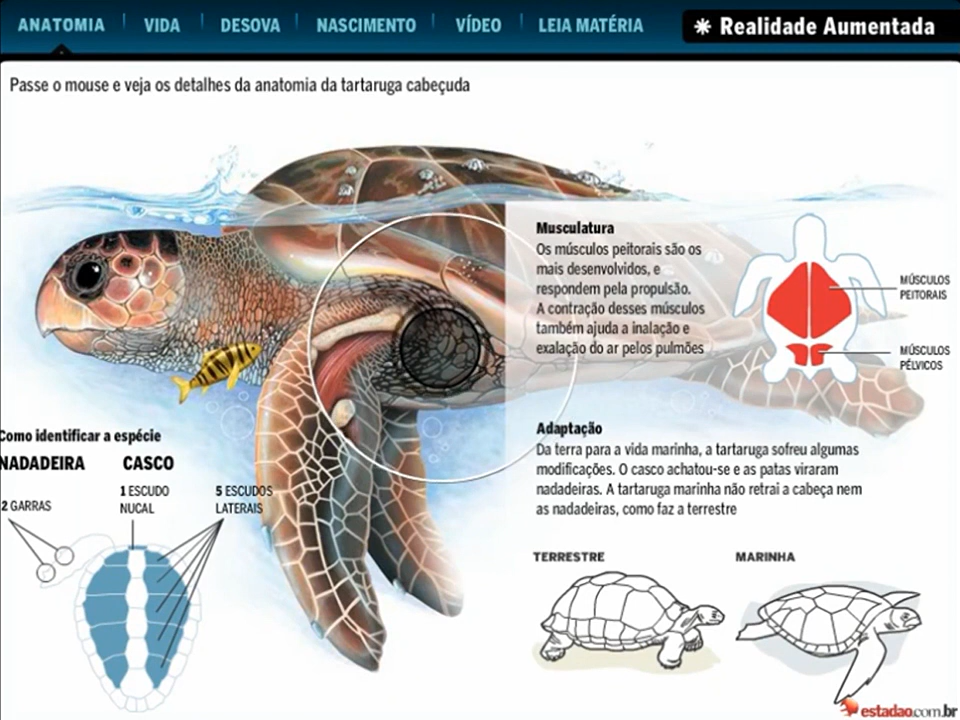 ANATOMIA VIDA DESOVA NASCIMENTO VÍDEO LEIA MATÉRIA ✱ Realidade Aumentada
Passe o mouse e veja os detalhes da anatomia da tartaruga cabeçuda
Musculatura
Os músculos peitorais são os
mais desenvolvidos, e
respondem pela propulsão.
A contração desses músculos
também ajuda a inalação e
exalação do ar pelos pulmões
MÚSCULOS
PEITORAIS
MÚSCULOS
PÉLVICOS
Adaptação
Da terra para a vida marinha, a tartaruga sofreu algumas
modificações. O casco achatou-se e as patas viraram
nadadeiras. A tartaruga marinha não retrai a cabeça nem
as nadadeiras, como faz a terrestre
TERRESTRE
MARINHA
Como identificar a espécie
NADADEIRA
CASCO
2 GARRAS
1 ESCUDO
NUCAL
5 ESCUDOS
LATERAIS
estadao.com.br